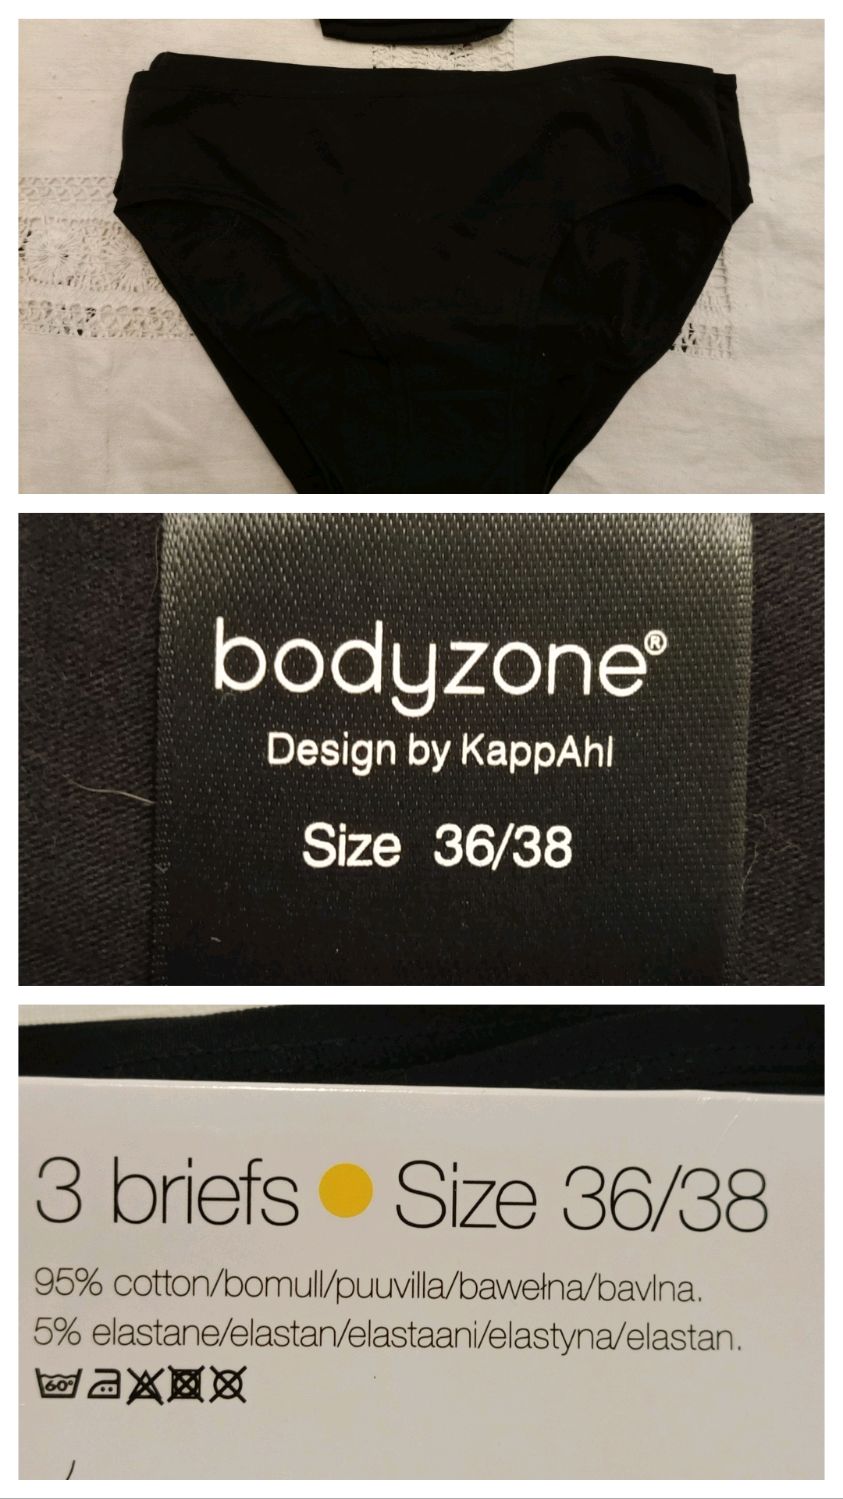 bodyzone®
Design by KappAhl
Size 36/38
3 briefs Size 36/38
95% cotton/bomull/puuvilla/bawełna/bavlna.
5% elastane/elastan/elastaani/elastyna/elastan.
60°